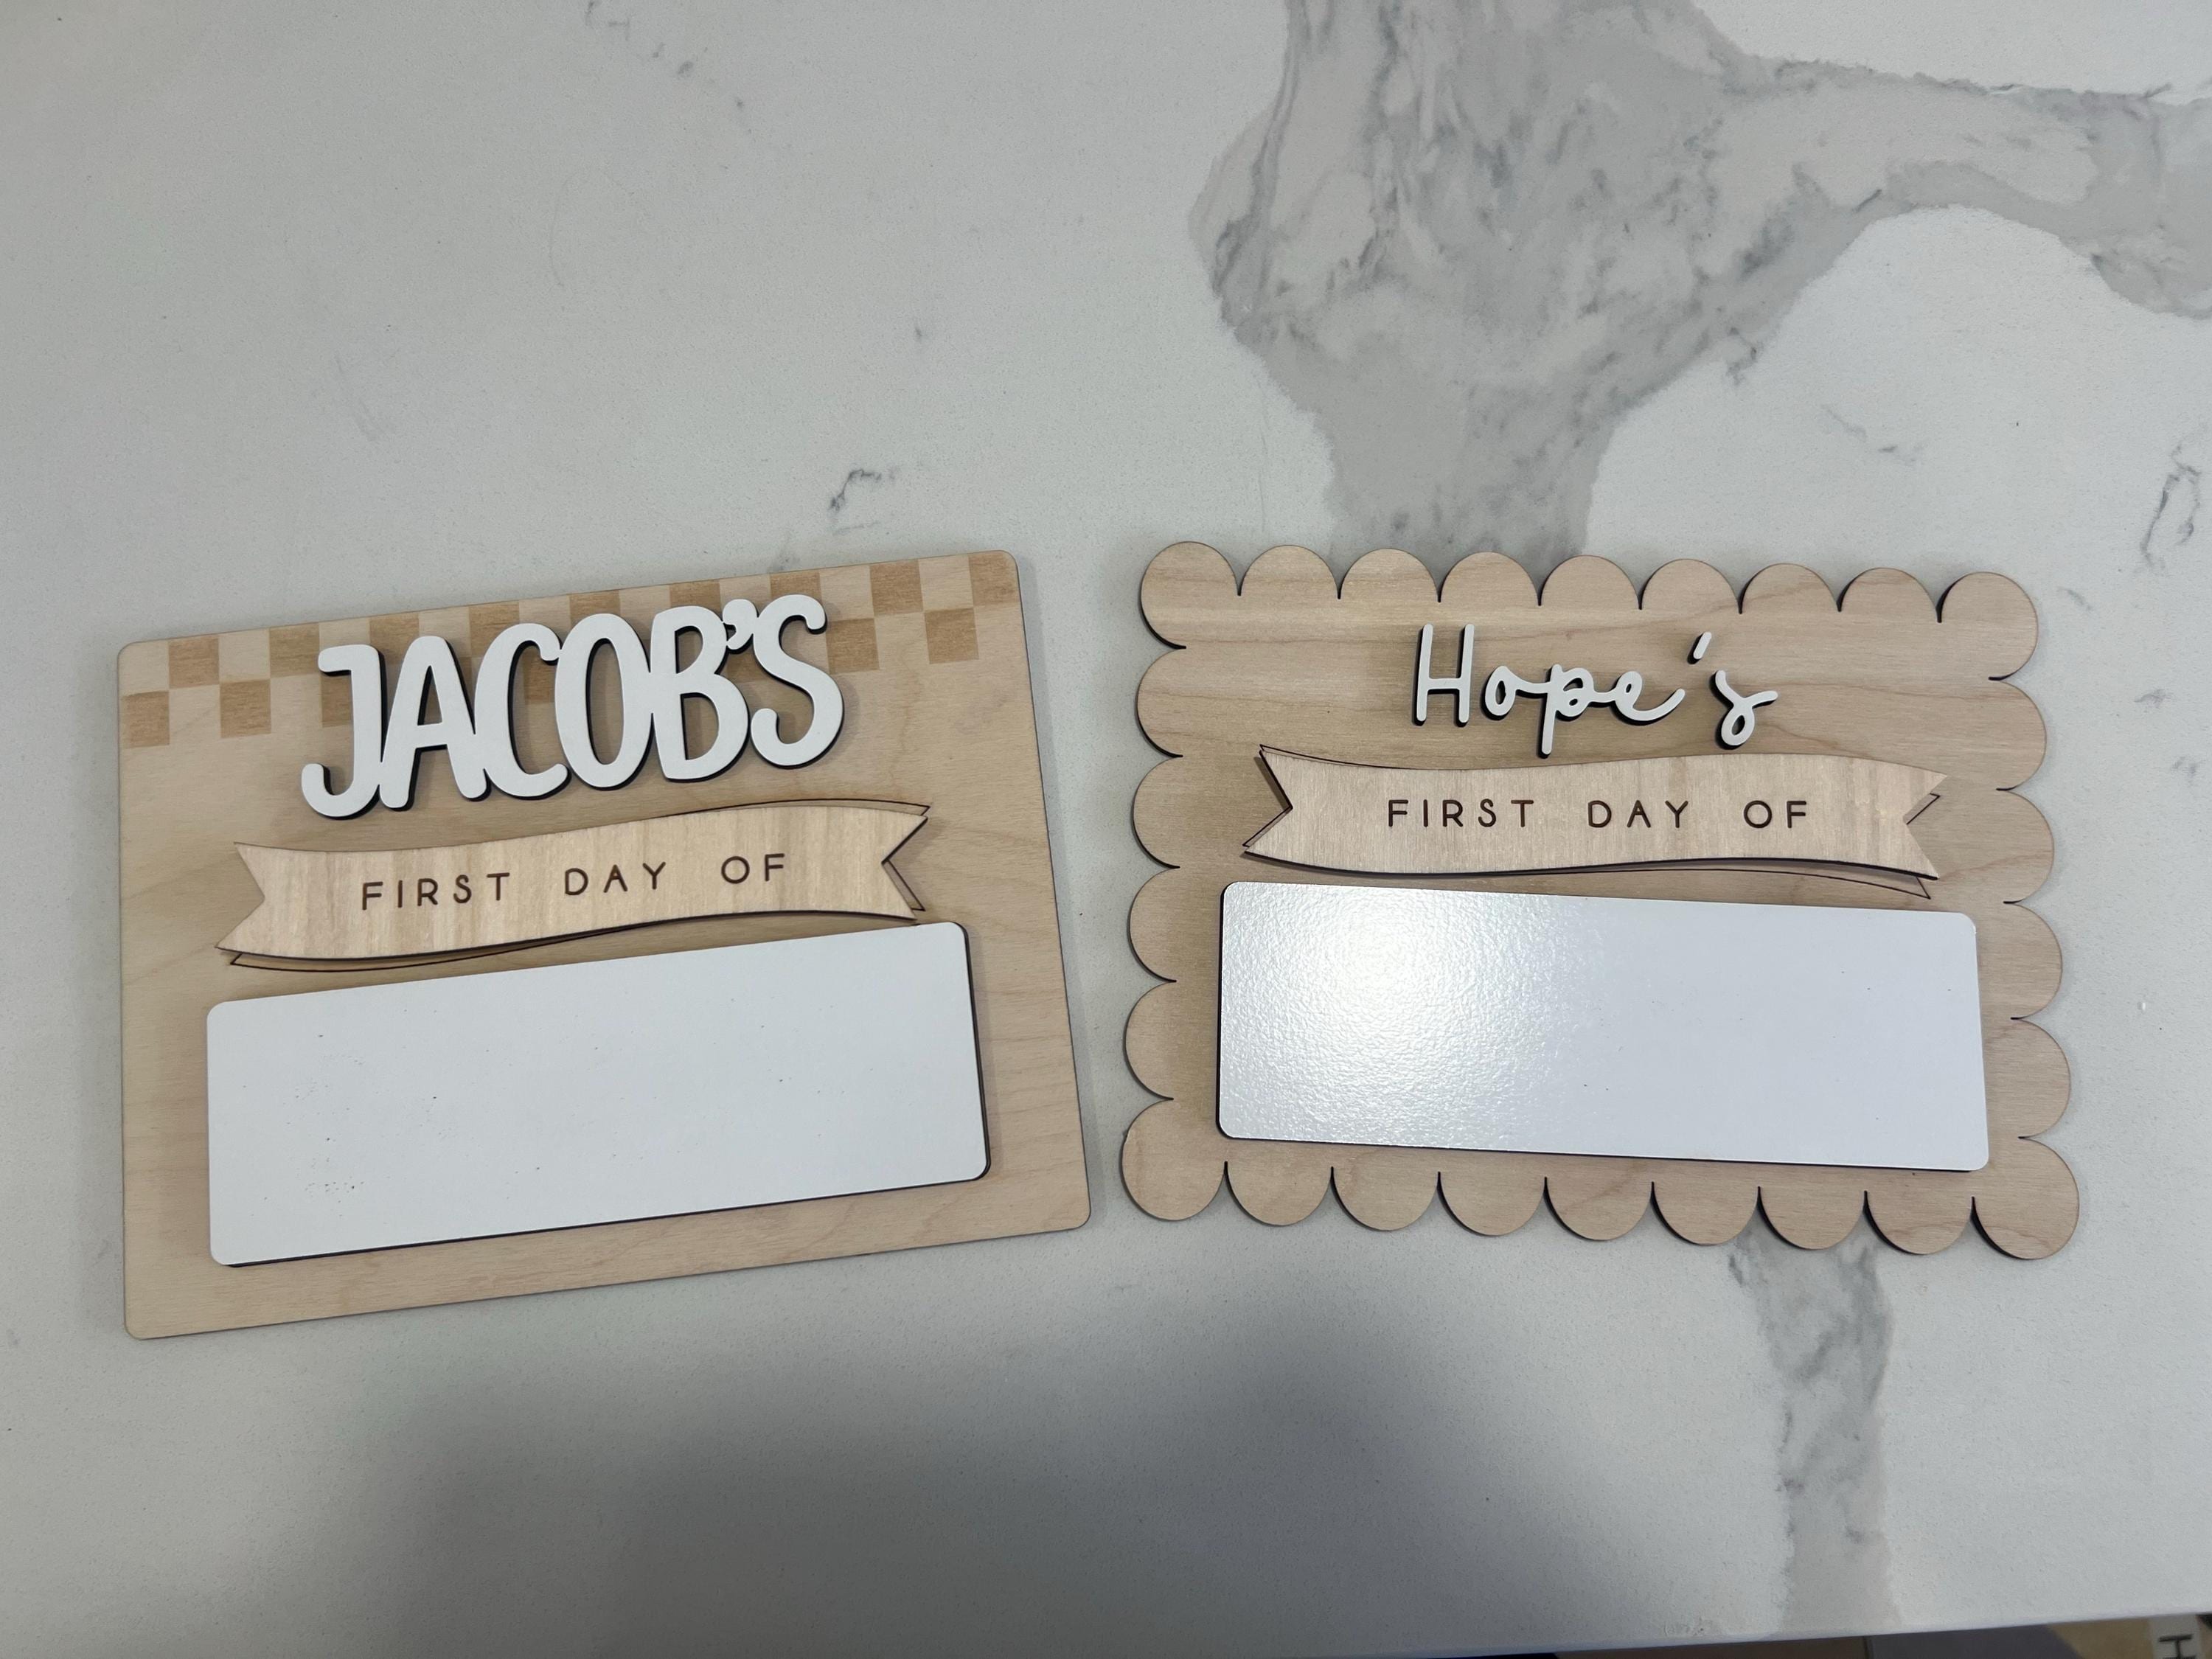 JACOB'S
FIRST DAY OF
Hope's
FIRST DAY OF
H